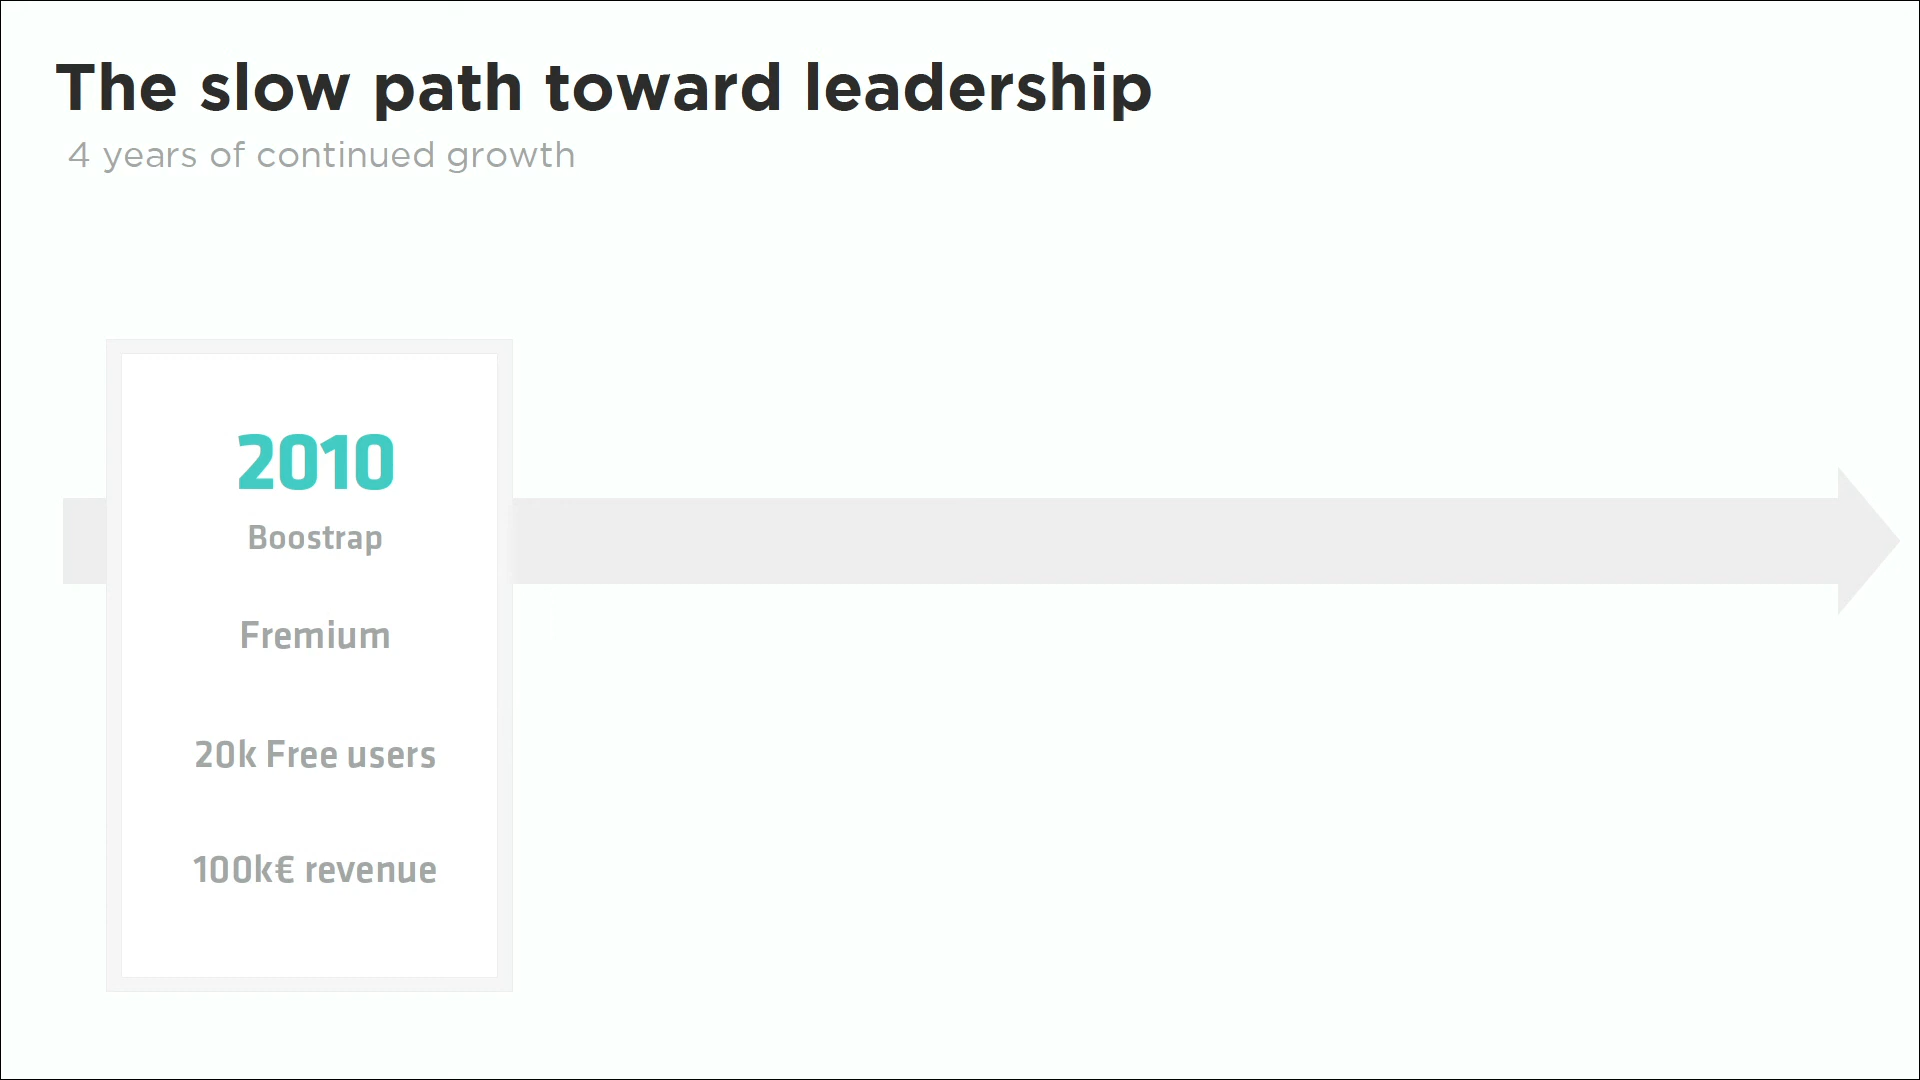 The slow path toward leadership
4 years of continued growth
2010
Boostrap
Fremium
20k Free users
100k€ revenue